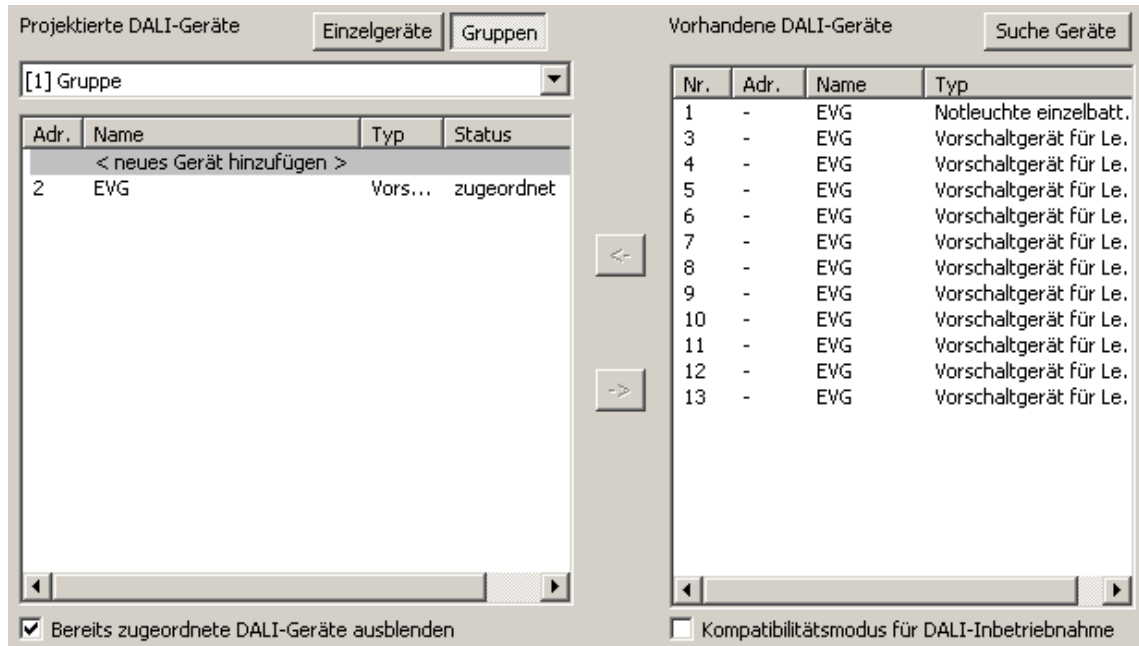 Projektierte DALI-Geräte Einzelgeräte Gruppen
[1] Gruppe
Adr. Name Typ Status
< neues Gerät hinzufügen >
2 EVG Vors... zugeordnet
Bereits zugeordnete DALI-Geräte ausblenden
<-
->
Vorhandene DALI-Geräte Suche Geräte
Nr. Adr. Name Typ
1 - EVG Notleuchte einzelbatt.
3 - EVG Vorschaltgerät für Le.
4 - EVG Vorschaltgerät für Le.
5 - EVG Vorschaltgerät für Le.
6 - EVG Vorschaltgerät für Le.
7 - EVG Vorschaltgerät für Le.
8 - EVG Vorschaltgerät für Le.
9 - EVG Vorschaltgerät für Le.
10 - EVG Vorschaltgerät für Le.
11 - EVG Vorschaltgerät für Le.
12 - EVG Vorschaltgerät für Le.
13 - EVG Vorschaltgerät für Le.
Kompatibilitätsmodus für DALI-Inbetriebnahme